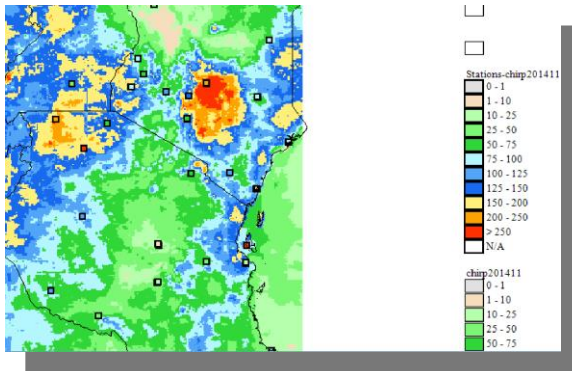 Stations-chirp201411
0 - 1
1 - 10
10 - 25
25 - 50
50 - 75
75 - 100
100 - 125
125 - 150
150 - 200
200 - 250
> 250
N/A
chirp201411
0 - 1
1 - 10
10 - 25
25 - 50
50 - 75